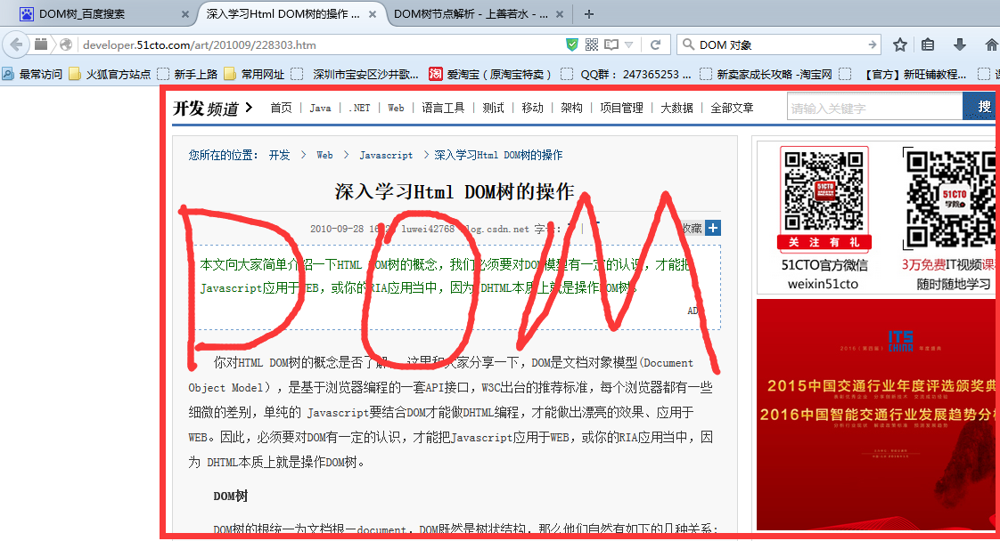 DOM树_百度搜索
深入学习Html DOM树的操作 ...
DOM树节点解析 - 上善若水 - ...
developer.51cto.com/art/201009/228303.htm
DOM 对象
最常访问 火狐官方站点 新手上路 常用网址 深圳市宝安区沙井歌... 淘 爱淘宝（原淘宝特卖） QQ群： 247365253 ... 新卖家成长攻略 -淘宝网 【官方】新旺铺教程...
开发频道 首页 Java .NET Web 语言工具 测试 移动 架构 项目管理 大数据 全部文章 请输入关键字 搜
您所在的位置： 开发 > Web > Javascript > 深入学习Html DOM树的操作
深入学习Html DOM树的操作
2010-09-28 luwei42768 log.csdn.net 字号： 收藏
DOM
本文向大家简单介绍一下HTML DOM树的概念，我们必须要对DOM模型有一定的认识，才能把
Javascript应用于WEB，或你的RIA应用当中，因为 DHTML本质上就是操作DOM树。
AD
你对HTML DOM树的概念是否了解， 这里和大家分享一下，DOM是文档对象模型(Document
Object Model），是基于浏览器编程的一套API接口，W3C出台的推荐标准，每个浏览器都有一些
细微的差别，单纯的 Javascript要结合DOM才能做DHTML编程，才能做出漂亮的效果、应用于
WEB。因此，必须要对DOM有一定的认识，才能把Javascript应用于WEB，或你的RIA应用当中，因
为 DHTML本质上就是操作DOM树。
DOM树
DOM树的根统一为文档根—document，DOM既然是树状结构，那么他们自然有如下的几种关系：
51CTO
关注有礼
51CTO官方微信
weixin51cto
51CTO
学院
3万免费IT视频课
随时随地学习
ITS
CHINA
2015中国交通行业年度评选颁奖典
2016中国智能交通行业发展趋势分